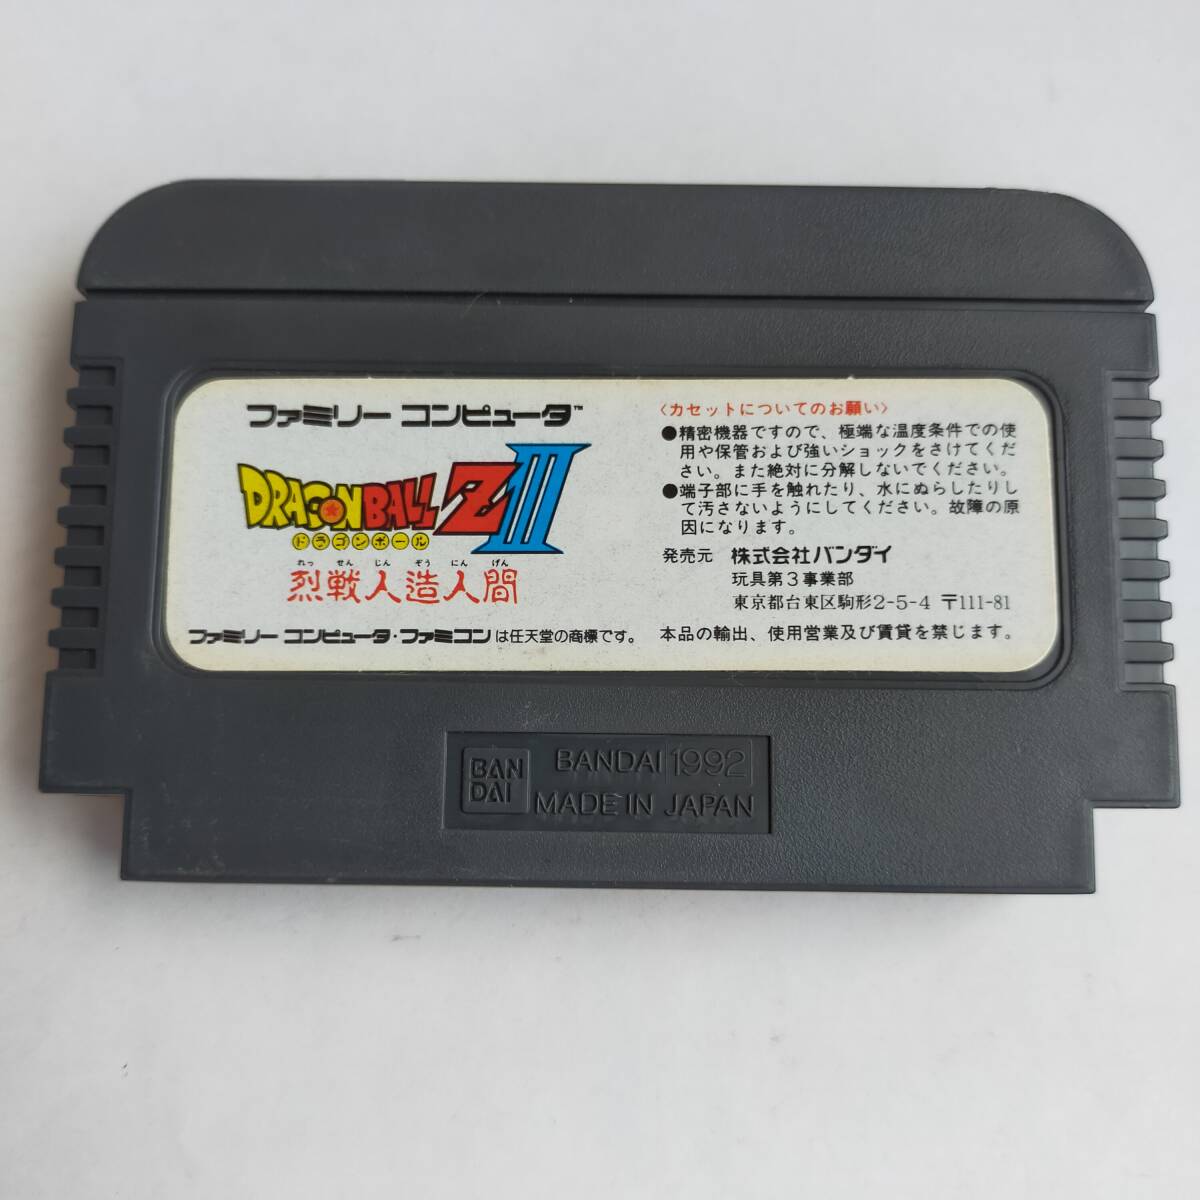 ファミリー コンピュータ™
DRAGON BALL Z III
ドラゴンボール
れっ せん じん ぞう にん げん
烈戦人造人間
ファミリー コンピュータ・ファミコンは任天堂の商標です。
〈カセットについてのお願い〉
●精密機器ですので、極端な温度条件での使
用や保管および強いショックをさけてくだ
さい。また絶対に分解しないでください。
●端子部に手を触れたり、水にぬらしたりし
て汚さないようにしてください。故障の原
因になります。
発売元 株式会社バンダイ
玩具第3事業部
東京都台東区駒形2-5-4 〒111-81
本品の輸出、使用営業及び賃貸を禁じます。
BAN
DAI
BANDAI 1992
MADE IN JAPAN